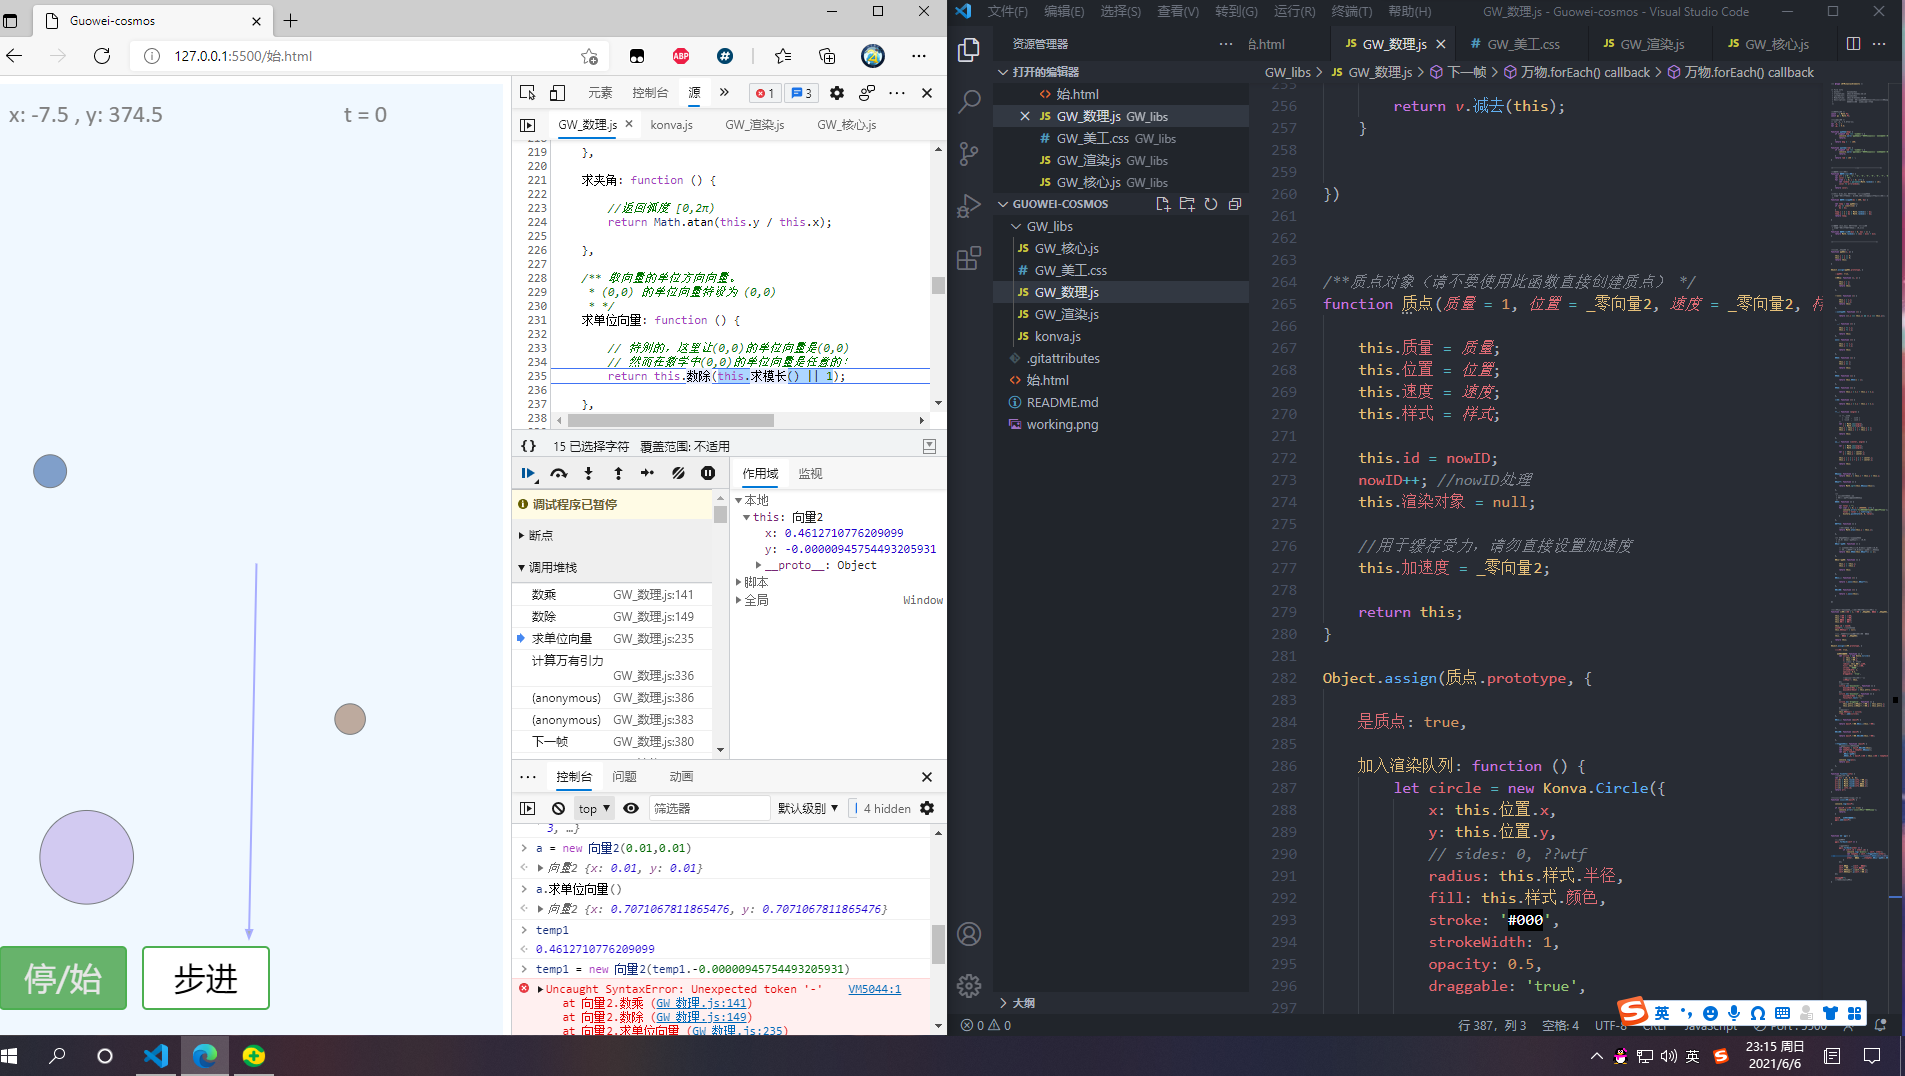 Guowei-cosmos
127.0.0.1:5500/始.html
x: -7.5 , y: 374.5
t = 0
停/始
步进
元素
控制台
源
1
3
GW_数理.js
konva.js
GW_渲染.js
GW_核心.js
219 },
220
221 求夹角: function () {
222
223 //返回弧度 [0,2π)
224 return Math.atan(this.y / this.x);
225
226 },
227
228 /** 取向量的单位方向向量。
229 * (0,0) 的单位向量特设为 (0,0)
230 * */
231 求单位向量: function () {
232
233 // 特别的，这里让(0,0)的单位向量是(0,0)
234 // 然而在数学中(0,0)的单位向量是任意的!
235 return this.数除(this.求模长() || 1);
236
237 },
238
{} 15 已选择字符 覆盖范围: 不适用
调试程序已暂停
断点
调用堆栈
数乘 GW_数理.js:141
数除 GW_数理.js:149
求单位向量 GW_数理.js:235
计算万有引力
GW_数理.js:336
(anonymous) GW_数理.js:386
(anonymous) GW_数理.js:383
下一帧 GW_数理.js:380
作用域
监视
本地
this: 向量2
x: 0.4612710776209099
y: -0.00000945754493205931
__proto__: Object
脚本
全局
Window
控制台
问题
动画
top
筛选器
默认级别
4 hidden
3, …}
a = new 向量2(0.01,0.01)
向量2 {x: 0.01, y: 0.01}
a.求单位向量()
向量2 {x: 0.7071067811865476, y: 0.7071067811865476}
temp1
0.4612710776209099
temp1 = new 向量2(temp1.-0.00000945754493205931)
Uncaught SyntaxError: Unexpected token '-' VM5044:1
at 向量2.数乘 (GW_数理.js:141)
at 向量2.数除 (GW_数理.js:149)
at 向量2.求单位向量 (GW_数理.js:235)
文件(F)
编辑(E)
选择(S)
查看(V)
转到(G)
运行(R)
终端(T)
帮助(H)
GW_数理.js - Guowei-cosmos - Visual Studio Code
资源管理器
打开的编辑器
始.html
GW_数理.js GW_libs
GW_美工.css GW_libs
GW_渲染.js GW_libs
GW_核心.js GW_libs
GUOWEI-COSMOS
GW_libs
GW_核心.js
GW_美工.css
GW_数理.js
GW_渲染.js
konva.js
.gitattributes
始.html
README.md
working.png
大纲
始.html
GW_数理.js
GW_美工.css
GW_渲染.js
GW_核心.js
GW_libs > GW_数理.js > 下一帧 > 万物.forEach() callback > 万物.forEach() callback
255
256 return v.减去(this);
257 }
258
259
260 })
261
262
263
264 /**质点对象（请不要使用此函数直接创建质点） */
265 function 质点(质量 = 1, 位置 = _零向量2, 速度 = _零向量2, 样
266
267 this.质量 = 质量;
268 this.位置 = 位置;
269 this.速度 = 速度;
270 this.样式 = 样式;
271
272 this.id = nowID;
273 nowID++; //nowID处理
274 this.渲染对象 = null;
275
276 //用于缓存受力，请勿直接设置加速度
277 this.加速度 = _零向量2;
278
279 return this;
280 }
281
282 Object.assign(质点.prototype, {
283
284 是质点: true,
285
286 加入渲染队列: function () {
287 let circle = new Konva.Circle({
288 x: this.位置.x,
289 y: this.位置.y,
290 // sides: 0, ??wtf
291 radius: this.样式.半径,
292 fill: this.样式.颜色,
293 stroke: '#000',
294 strokeWidth: 1,
295 opacity: 0.5,
296 draggable: 'true',
297
0 0
行 387，列 3
空格: 4
英
英
23:15 周日
2021/6/6